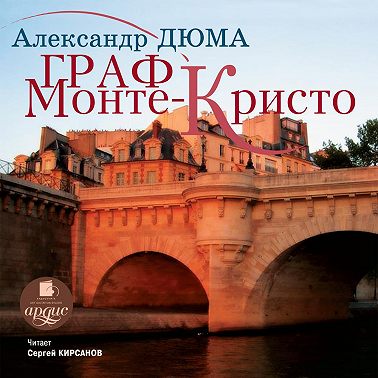 Александр ДЮМА
ГРАФ
Монте-Кристо
ардис
Читает
Сергей КИРСАНОВ